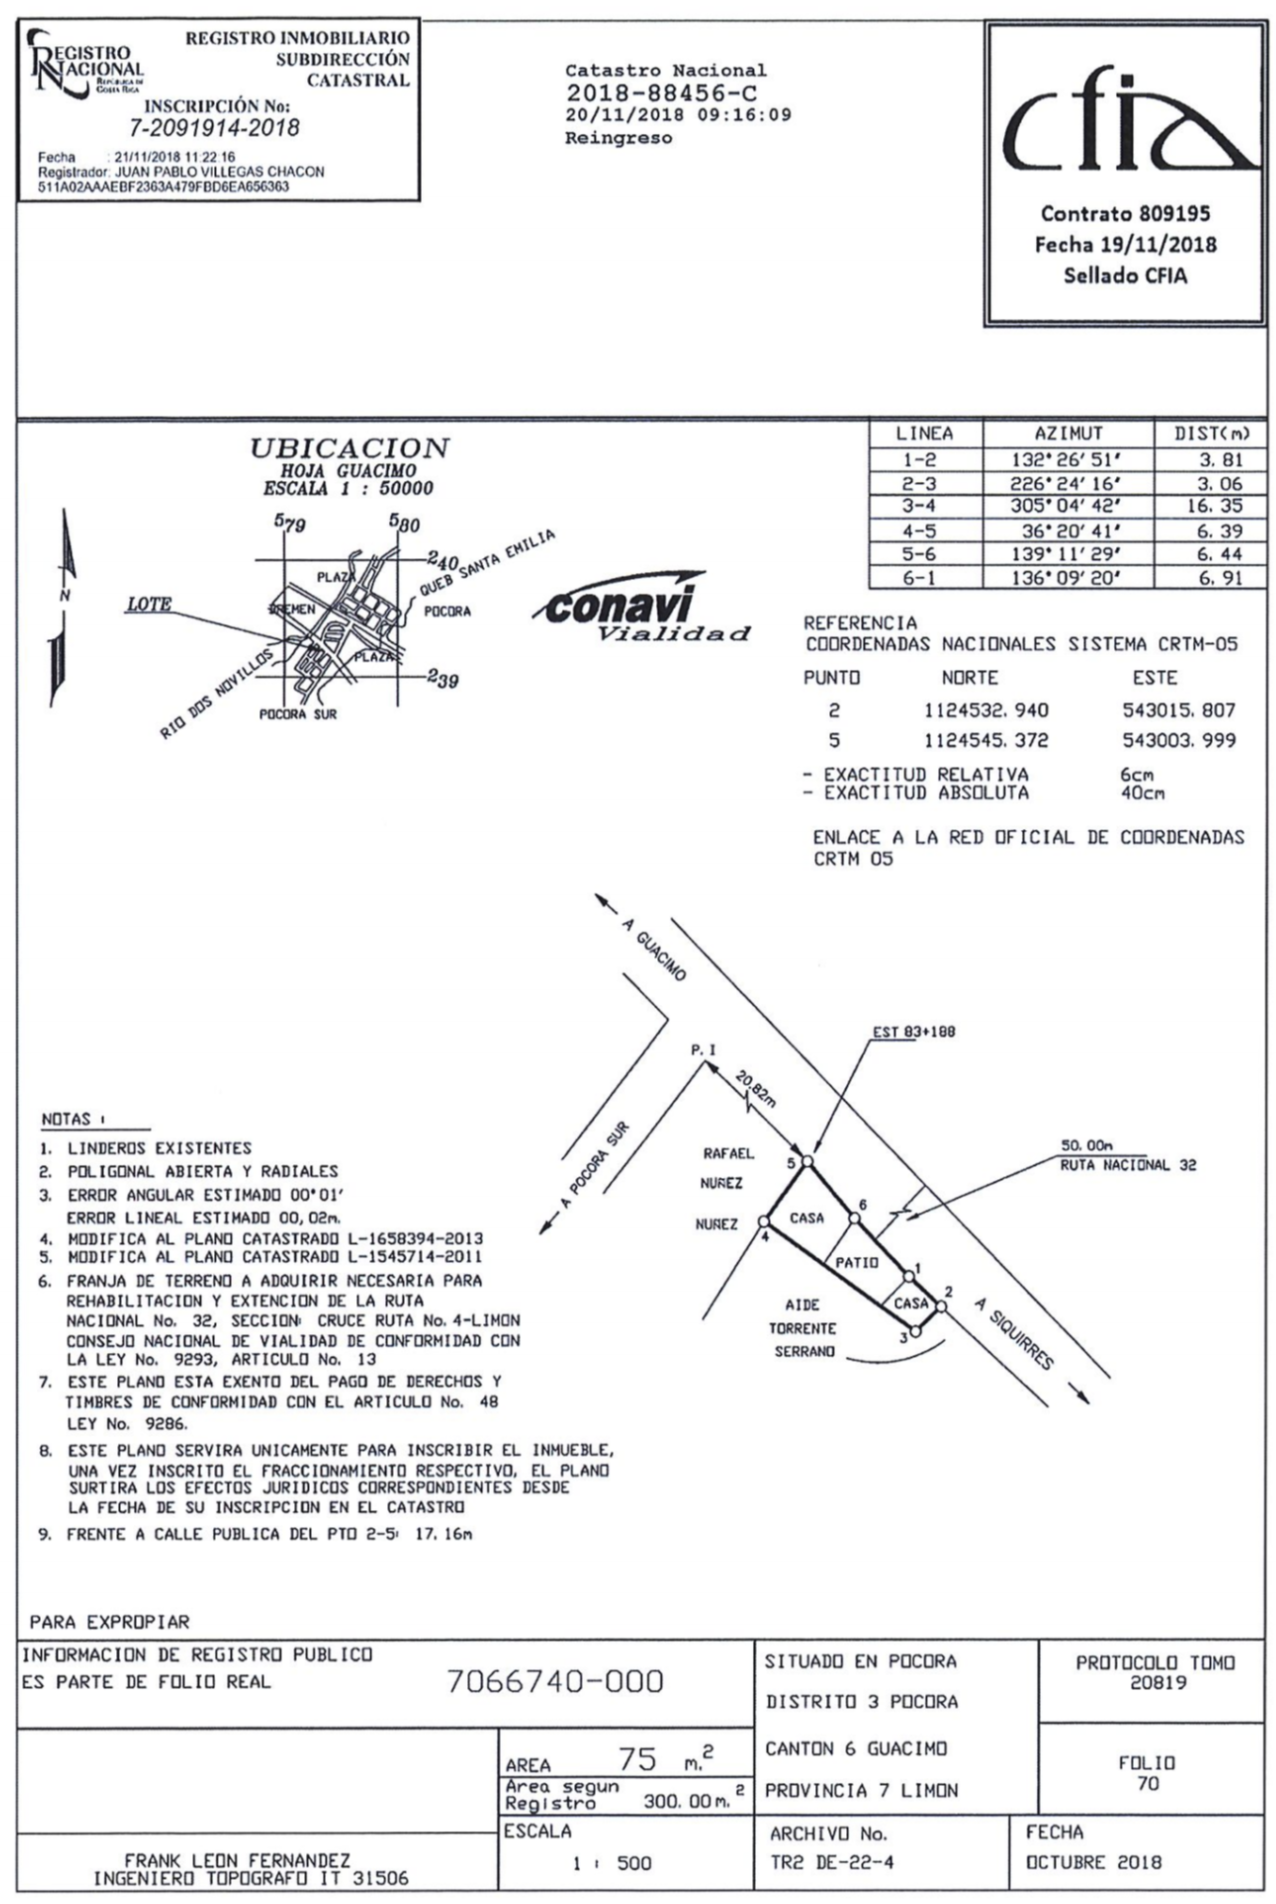 REGISTRO NACIONAL
REPÚBLICA DE
COSTA RICA
REGISTRO INMOBILIARIO
SUBDIRECCIÓN
CATASTRAL
INSCRIPCIÓN No:
7-2091914-2018
Fecha : 21/11/2018 11:22:16
Registrador: JUAN PABLO VILLEGAS CHACON
511A02AAAEBF2363A479FBD6EA656363
Catastro Nacional
2018-88456-C
20/11/2018 09:16:09
Reingreso
cfia
Contrato 809195
Fecha 19/11/2018
Sellado CFIA
UBICACION
HOJA GUACIMO
ESCALA 1 : 50000
579 580
240
239
N
LOTE
PLAZA
QUEB SANTA EMILIA
BREMEN
POCORA
PLAZA
RIO DOS NOVILLOS
POCORA SUR
conavi
Vialidad
LINEA AZIMUT DIST(m)
1-2 132°26'51" 3.81
2-3 226°24'16" 3.06
3-4 305°04'42" 16.35
4-5 36°20'41" 6.39
5-6 139°11'29" 6.44
6-1 136°09'20" 6.91
REFERENCIA
COORDENADAS NACIONALES SISTEMA CRTM-05
PUNTO NORTE ESTE
2 1124532.940 543015.807
5 1124545.372 543003.999
- EXACTITUD RELATIVA 6cm
- EXACTITUD ABSOLUTA 40cm
ENLACE A LA RED OFICIAL DE COORDENADAS
CRTM 05
A GUACIMO
EST 83+188
P.I
20.82m
A POCORA SUR
50.00m
RUTA NACIONAL 32
RAFAEL
NUÑEZ
NUÑEZ
5
6
4
1
2
3
CASA
PATIO
CASA
AIDE
TORRENTE
SERRANO
A SIQUIRRES
NOTAS :
1. LINDEROS EXISTENTES
2. POLIGONAL ABIERTA Y RADIALES
3. ERROR ANGULAR ESTIMADO 00°01'
ERROR LINEAL ESTIMADO 00,02m.
4. MODIFICA AL PLANO CATASTRADO L-1658394-2013
5. MODIFICA AL PLANO CATASTRADO L-1545714-2011
6. FRANJA DE TERRENO A ADQUIRIR NECESARIA PARA
REHABILITACION Y EXTENCION DE LA RUTA
NACIONAL No. 32, SECCION: CRUCE RUTA No. 4-LIMON
CONSEJO NACIONAL DE VIALIDAD DE CONFORMIDAD CON
LA LEY No. 9293, ARTICULO No. 13
7. ESTE PLANO ESTA EXENTO DEL PAGO DE DERECHOS Y
TIMBRES DE CONFORMIDAD CON EL ARTICULO No. 48
LEY No. 9286.
8. ESTE PLANO SERVIRA UNICAMENTE PARA INSCRIBIR EL INMUEBLE,
UNA VEZ INSCRITO EL FRACCIONAMIENTO RESPECTIVO, EL PLANO
SURTIRA LOS EFECTOS JURIDICOS CORRESPONDIENTES DESDE
LA FECHA DE SU INSCRIPCION EN EL CATASTRO
9. FRENTE A CALLE PUBLICA DEL PTO 2-5: 17.16m
PARA EXPROPIAR
INFORMACION DE REGISTRO PUBLICO
ES PARTE DE FOLIO REAL 7066740-000
AREA 75 m.2
Area segun
Registro 300.00 m.2
ESCALA
1 : 500
FRANK LEON FERNANDEZ
INGENIERO TOPOGRAFO IT 31506
SITUADO EN POCORA
DISTRITO 3 POCORA
CANTON 6 GUACIMO
PROVINCIA 7 LIMON
PROTOCOLO TOMO
20819
FOLIO
70
ARCHIVO No.
TR2 DE-22-4
FECHA
OCTUBRE 2018